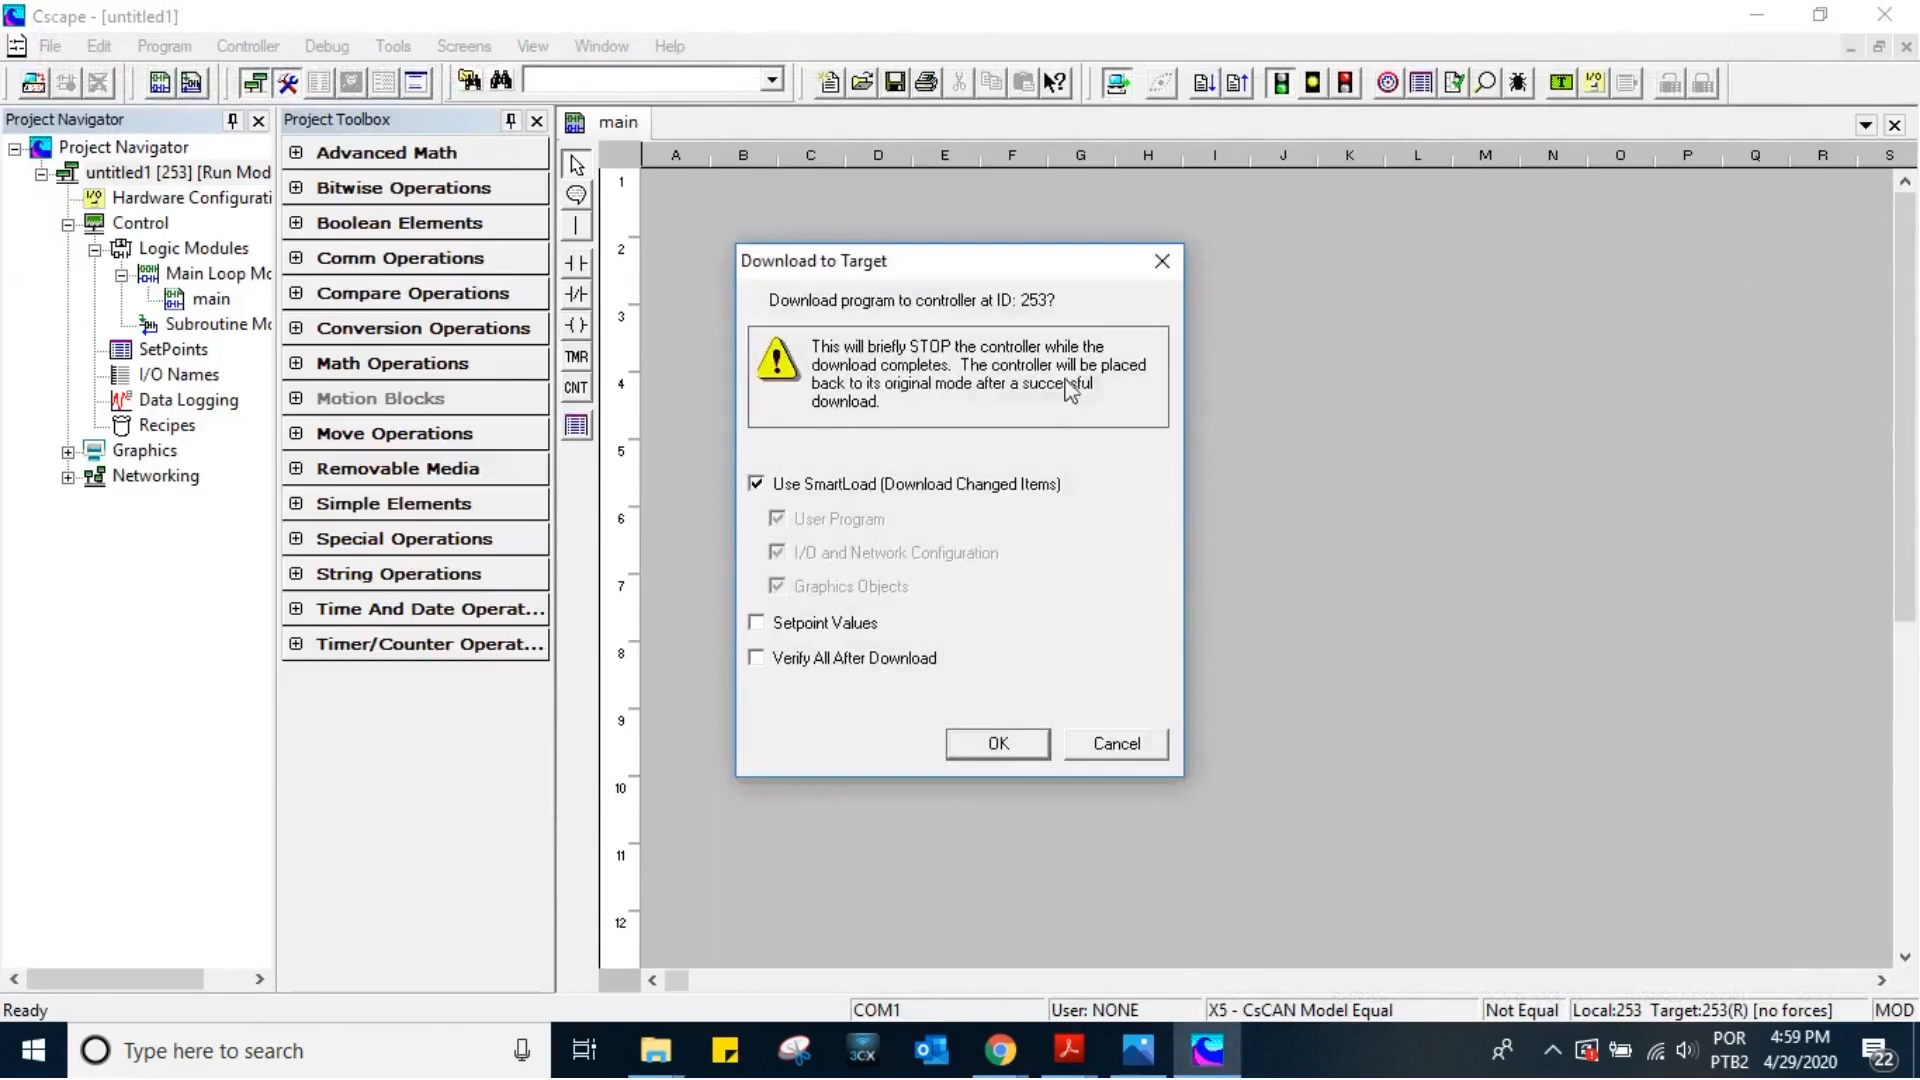 Cscape - [untitled1]
File Edit Program Controller Debug Tools Screens View Window Help
Project Navigator
Project Navigator
untitled1 [253] [Run Mod
Hardware Configurati
Control
Logic Modules
Main Loop Mo
main
Subroutine Mo
SetPoints
I/O Names
Data Logging
Recipes
Graphics
Networking
Project Toolbox
Advanced Math
Bitwise Operations
Boolean Elements
Comm Operations
Compare Operations
Conversion Operations
Math Operations
Motion Blocks
Move Operations
Removable Media
Simple Elements
Special Operations
String Operations
Time And Date Operat...
Timer/Counter Operat...
TMR
CNT
main
A B C D E F G H I J K L M N O P Q R S
1
2
3
4
5
6
7
8
9
10
11
12
Download to Target
Download program to controller at ID: 253?
This will briefly STOP the controller while the
download completes. The controller will be placed
back to its original mode after a successful
download.
Use SmartLoad (Download Changed Items)
User Program
I/O and Network Configuration
Graphics Objects
Setpoint Values
Verify All After Download
OK Cancel
Ready COM1 User: NONE X5 - CsCAN Model Equal Not Equal Local:253 Target:253(R) [no forces] MOD
Type here to search
3CX
POR
PTB2
4:59 PM
4/29/2020
22